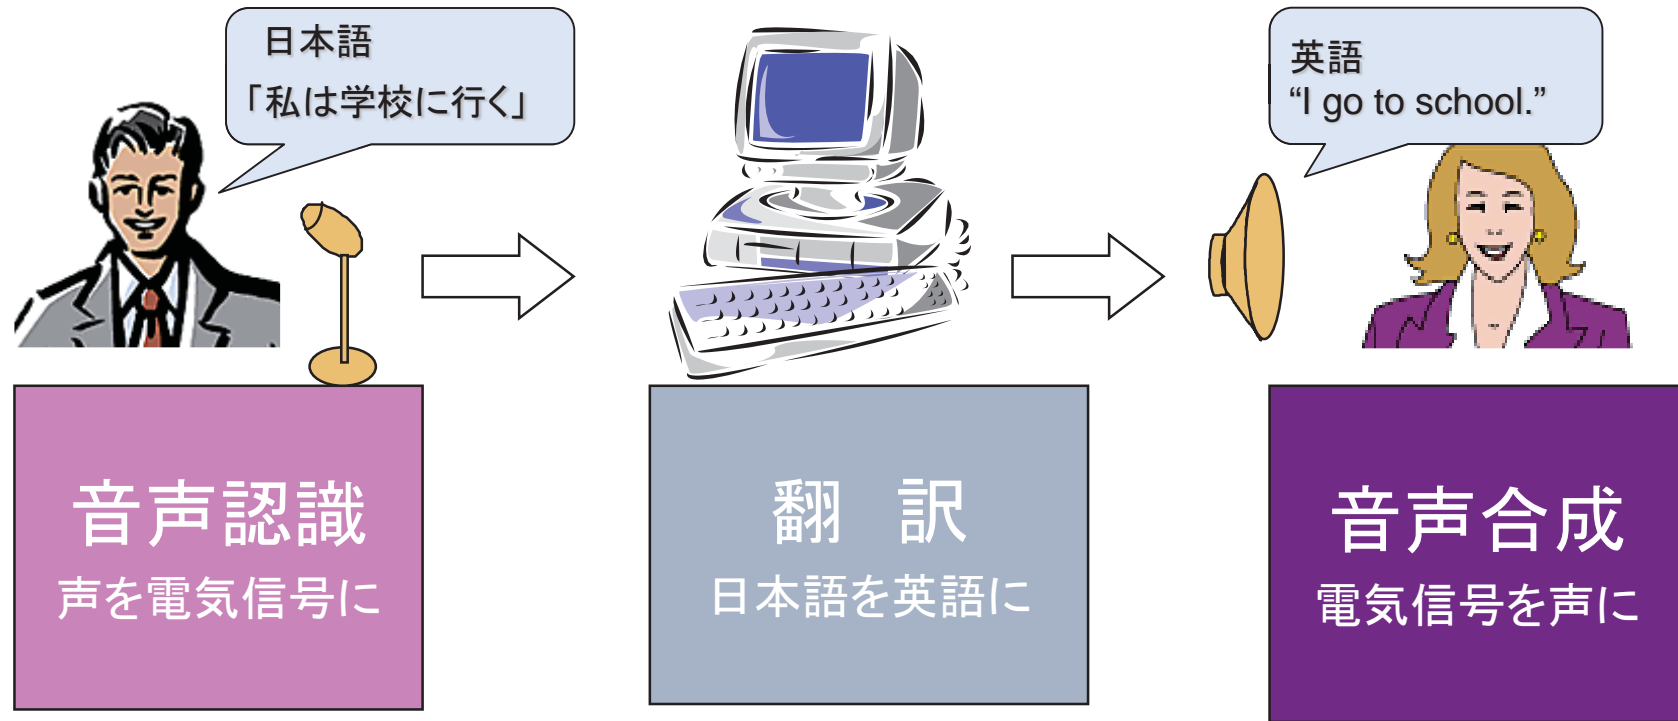 日本語
「私は学校に行く」
英語
“I go to school.”
音声認識
声を電気信号に
翻　訳
日本語を英語に
音声合成
電気信号を声に